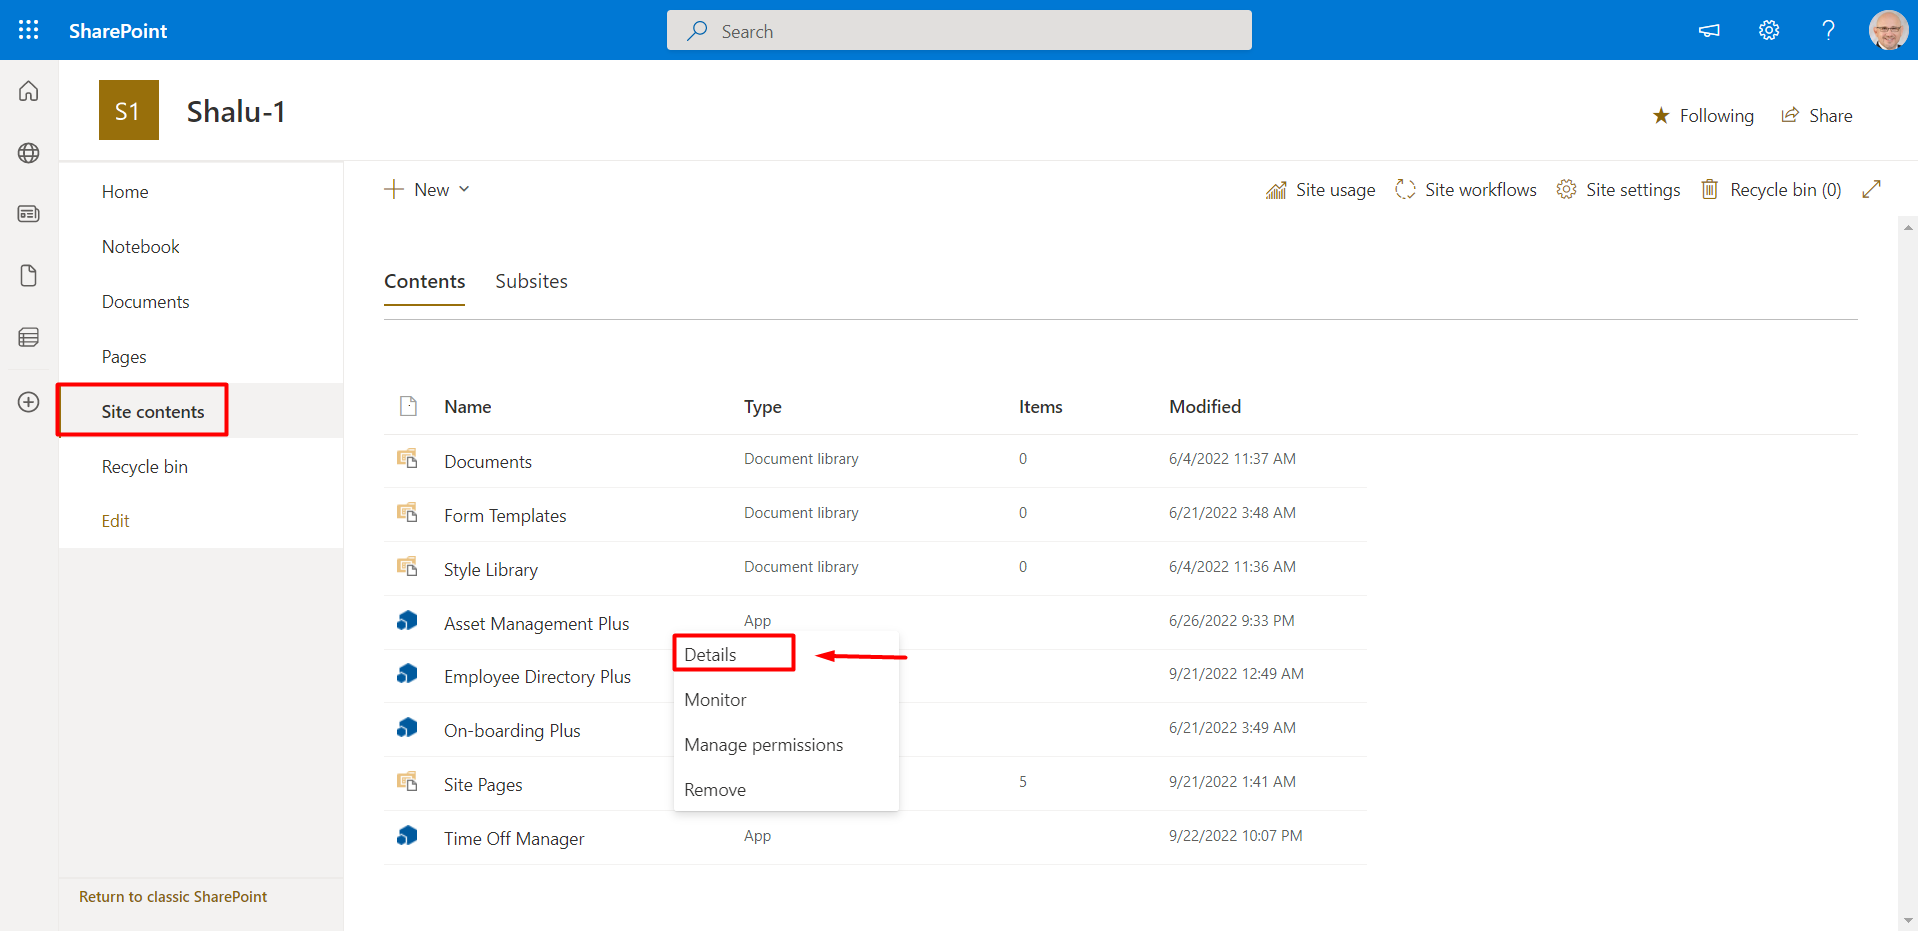 SharePoint
Search
S1
Shalu-1
Following
Share
Home
Notebook
Documents
Pages
Site contents
Recycle bin
Edit
Return to classic SharePoint
New
Site usage
Site workflows
Site settings
Recycle bin (0)
Contents
Subsites
Name Type Items Modified
Documents Document library 0 6/4/2022 11:37 AM
Form Templates Document library 0 6/21/2022 3:48 AM
Style Library Document library 0 6/4/2022 11:36 AM
Asset Management Plus App 6/26/2022 9:33 PM
Employee Directory Plus 9/21/2022 12:49 AM
On-boarding Plus 6/21/2022 3:49 AM
Site Pages 5 9/21/2022 1:41 AM
Time Off Manager App 9/22/2022 10:07 PM
Details
Monitor
Manage permissions
Remove